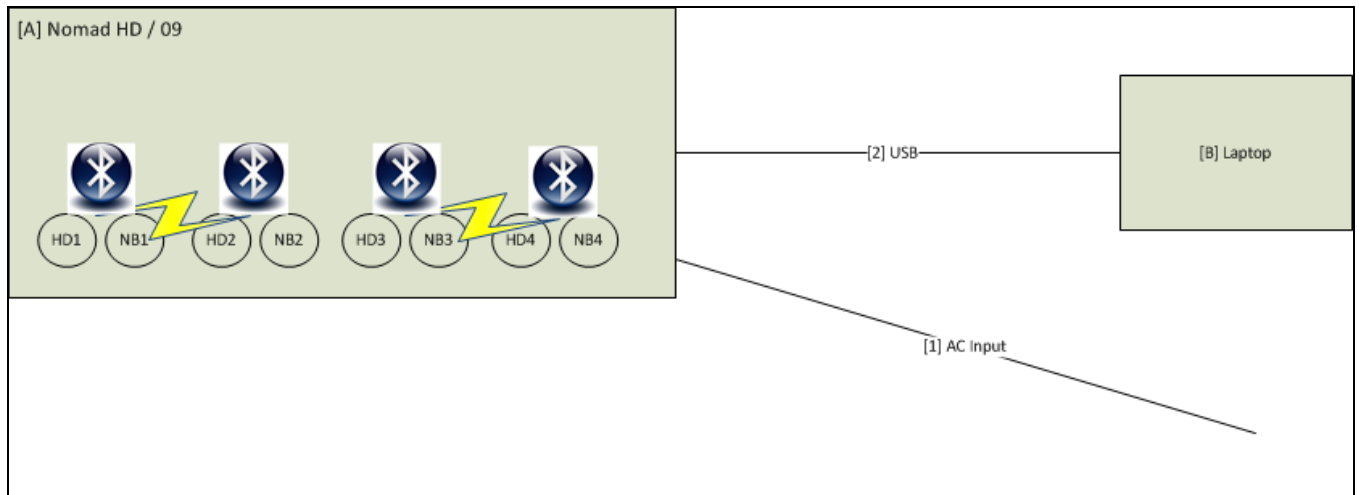 [A] Nomad HD / 09
[2] USB
[B] Laptop
HD1 NB1 HD2 NB2 HD3 NB3 HD4 NB4
[1] AC Input